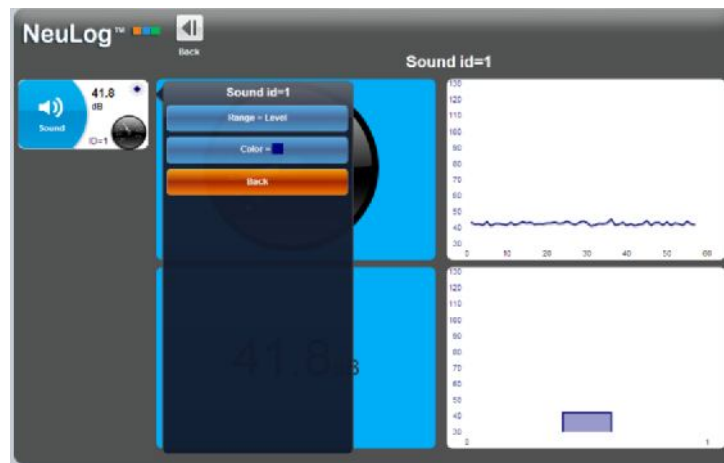 NeuLog™
Back
Sound id=1
41.8
dB
Sound
ID=1
Sound id=1
Range = Level
Color =
Back
130
120
110
100
90
80
70
60
50
40
30
0 10 20 30 40 50 60
41.8 dB
130
120
110
100
90
80
70
60
50
40
30
0 1